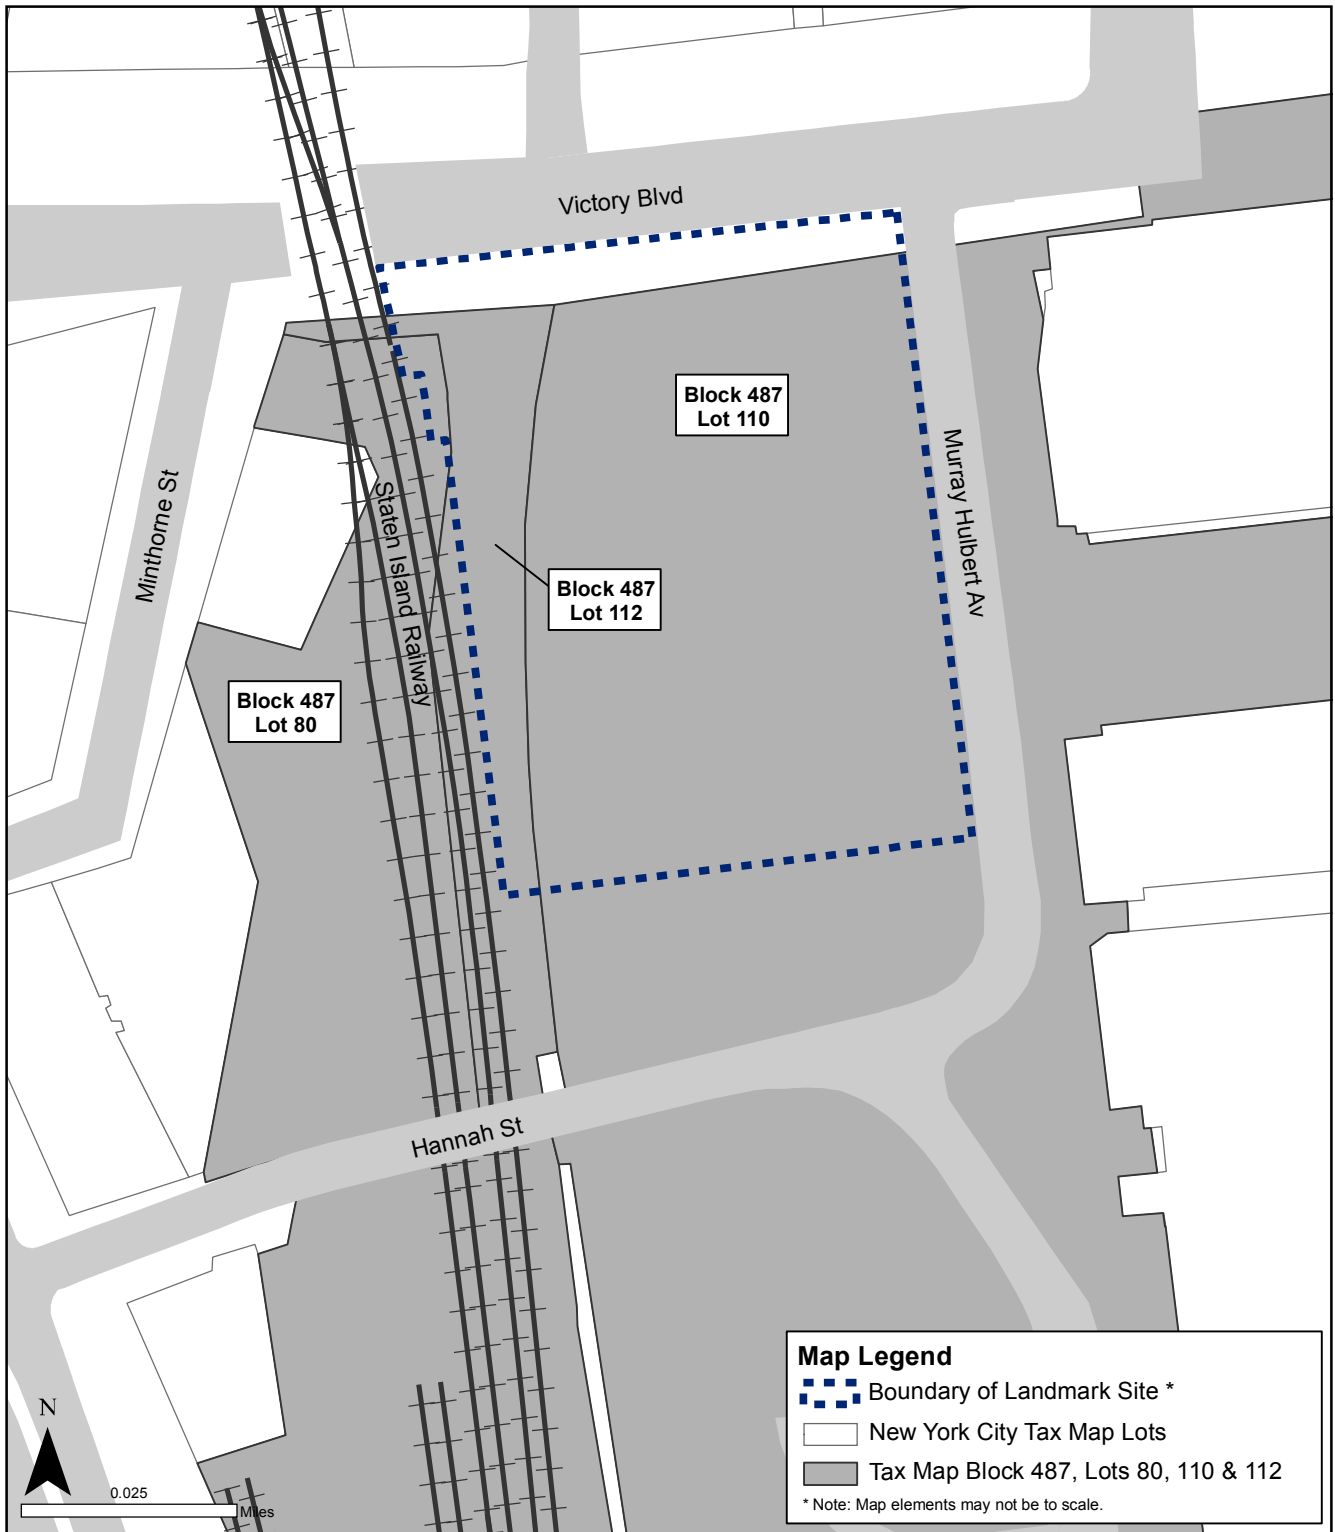 Victory Blvd
Block 487
Lot 110
Murray Hulbert Av
Minthorne St
Staten Island Railway
Block 487
Lot 112
Block 487
Lot 80
Hannah St
Map Legend
Boundary of Landmark Site *
New York City Tax Map Lots
Tax Map Block 487, Lots 80, 110 & 112
* Note: Map elements may not be to scale.
N
0.025
Miles